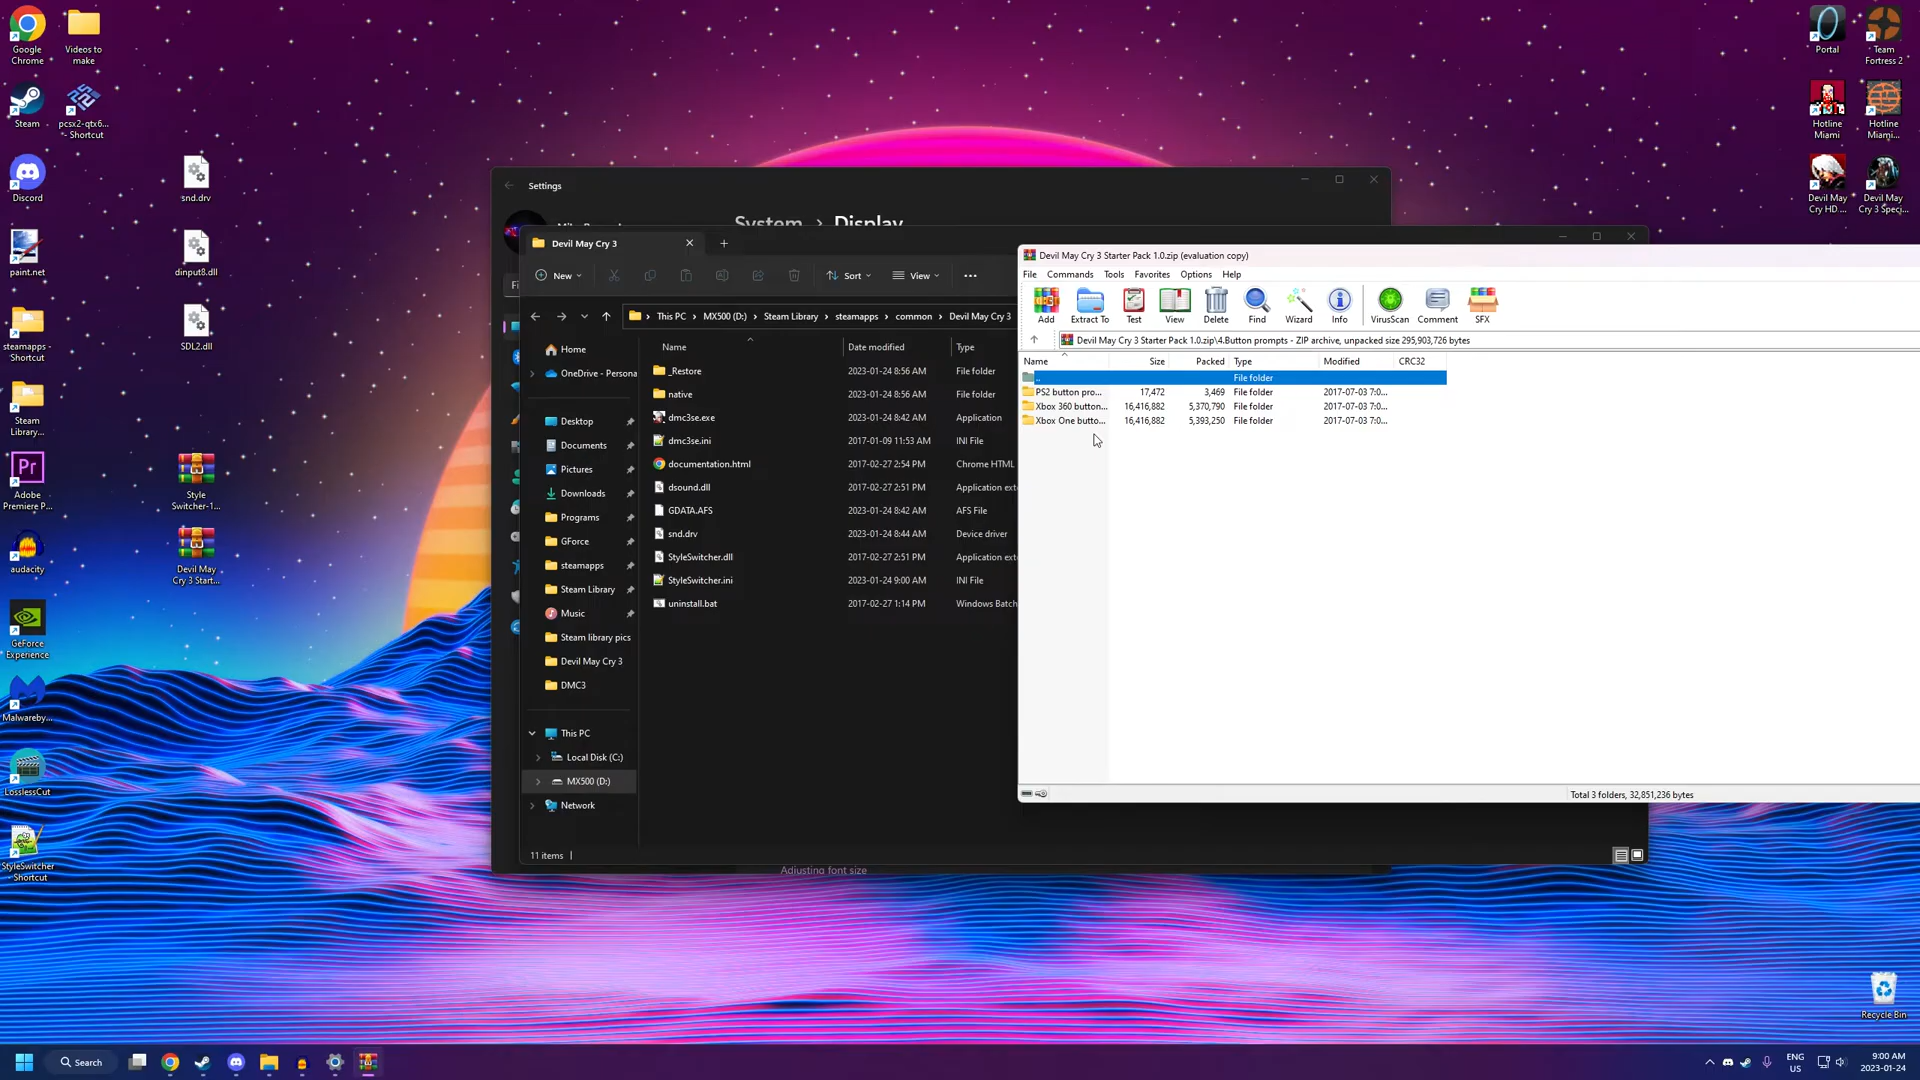 Google
Chrome
Videos to
make
Steam
pcsx2-qtx6...
- Shortcut
Discord
snd.drv
paint.net
dinput8.dll
steamapps -
Shortcut
SDL2.dll
Steam
Library...
Adobe
Premiere P...
Style
Switcher-1...
audacity
Devil May
Cry 3 Start...
GeForce
Experience
Malwareby...
LosslessCut
StyleSwitcher
- Shortcut
Portal
Team
Fortress 2
Hotline
Miami
Hotline
Miami...
Devil May
Cry HD ...
Devil May
Cry 3 Speci...
Recycle Bin
Settings
System > Display
Devil May Cry 3
New
Sort
View
This PC > MX500 (D:) > Steam Library > steamapps > common > Devil May Cry 3
Name Date modified Type
Home
OneDrive - Persona
Desktop
Documents
Pictures
Downloads
Programs
GForce
steamapps
Steam Library
Music
Steam library pics
Devil May Cry 3
DMC3
This PC
Local Disk (C:)
MX500 (D:)
Network
_Restore 2023-01-24 8:56 AM File folder
native 2023-01-24 8:56 AM File folder
dmc3se.exe 2023-01-24 8:42 AM Application
dmc3se.ini 2017-01-09 11:53 AM INI File
documentation.html 2017-02-27 2:54 PM Chrome HTML
dsound.dll 2017-02-27 2:51 PM Application ext
GDATA.AFS 2023-01-24 8:42 AM AFS File
snd.drv 2023-01-24 8:44 AM Device driver
StyleSwitcher.dll 2017-02-27 2:51 PM Application ext
StyleSwitcher.ini 2023-01-24 9:00 AM INI File
uninstall.bat 2017-02-27 1:14 PM Windows Batch
11 items
Adjusting font size
Devil May Cry 3 Starter Pack 1.0.zip (evaluation copy)
File Commands Tools Favorites Options Help
Add Extract To Test View Delete Find Wizard Info VirusScan Comment SFX
Devil May Cry 3 Starter Pack 1.0.zip\4.Button prompts - ZIP archive, unpacked size 295,903,726 bytes
Name Size Packed Type Modified CRC32
.. File folder
PS2 button pro... 17,472 3,469 File folder 2017-07-03 7:0...
Xbox 360 button... 16,416,882 5,370,790 File folder 2017-07-03 7:0...
Xbox One butto... 16,416,882 5,393,250 File folder 2017-07-03 7:0...
Total 3 folders, 32,851,236 bytes
Search
ENG
US
9:00 AM
2023-01-24